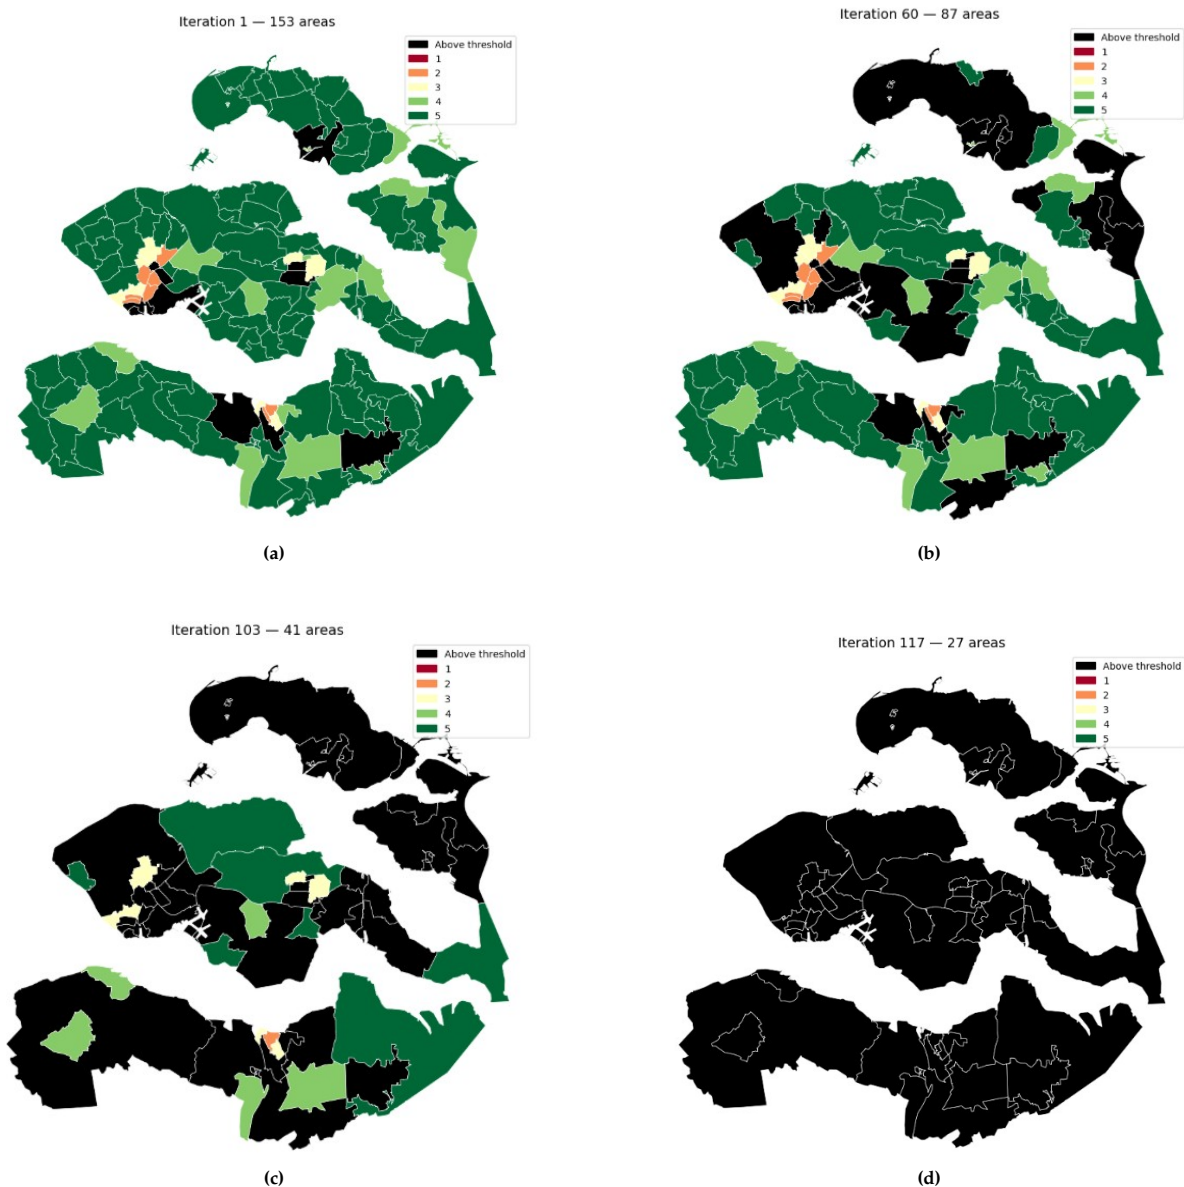 Iteration 1 — 153 areas
Above threshold
1
2
3
4
5
(a)
Iteration 60 — 87 areas
Above threshold
1
2
3
4
5
(b)
Iteration 103 — 41 areas
Above threshold
1
2
3
4
5
(c)
Iteration 117 — 27 areas
Above threshold
1
2
3
4
5
(d)